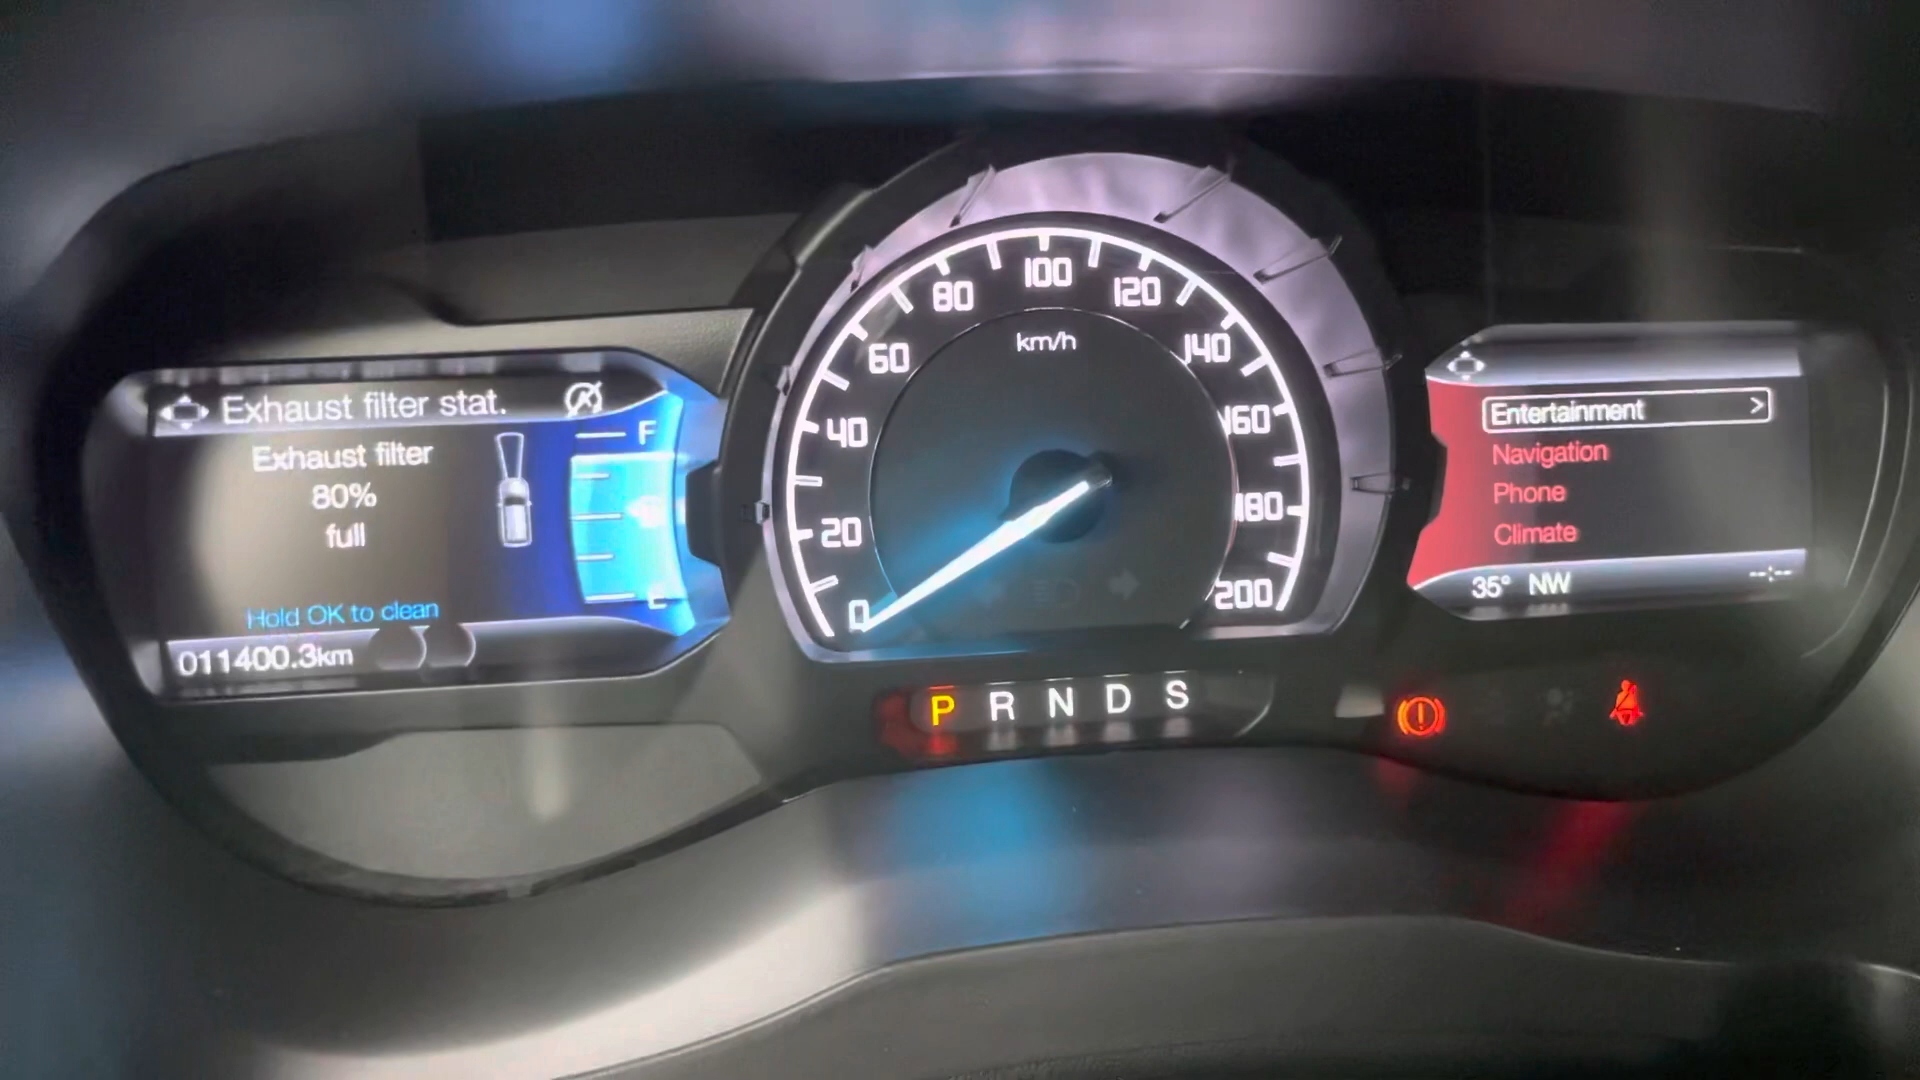 Exhaust filter stat.
Exhaust filter
80%
full
Hold OK to clean
011400.3km
F
E
0
20
40
60
80
100
120
140
160
180
200
km/h
P R N D S
Entertainment >
Navigation
Phone
Climate
35° NW --:--